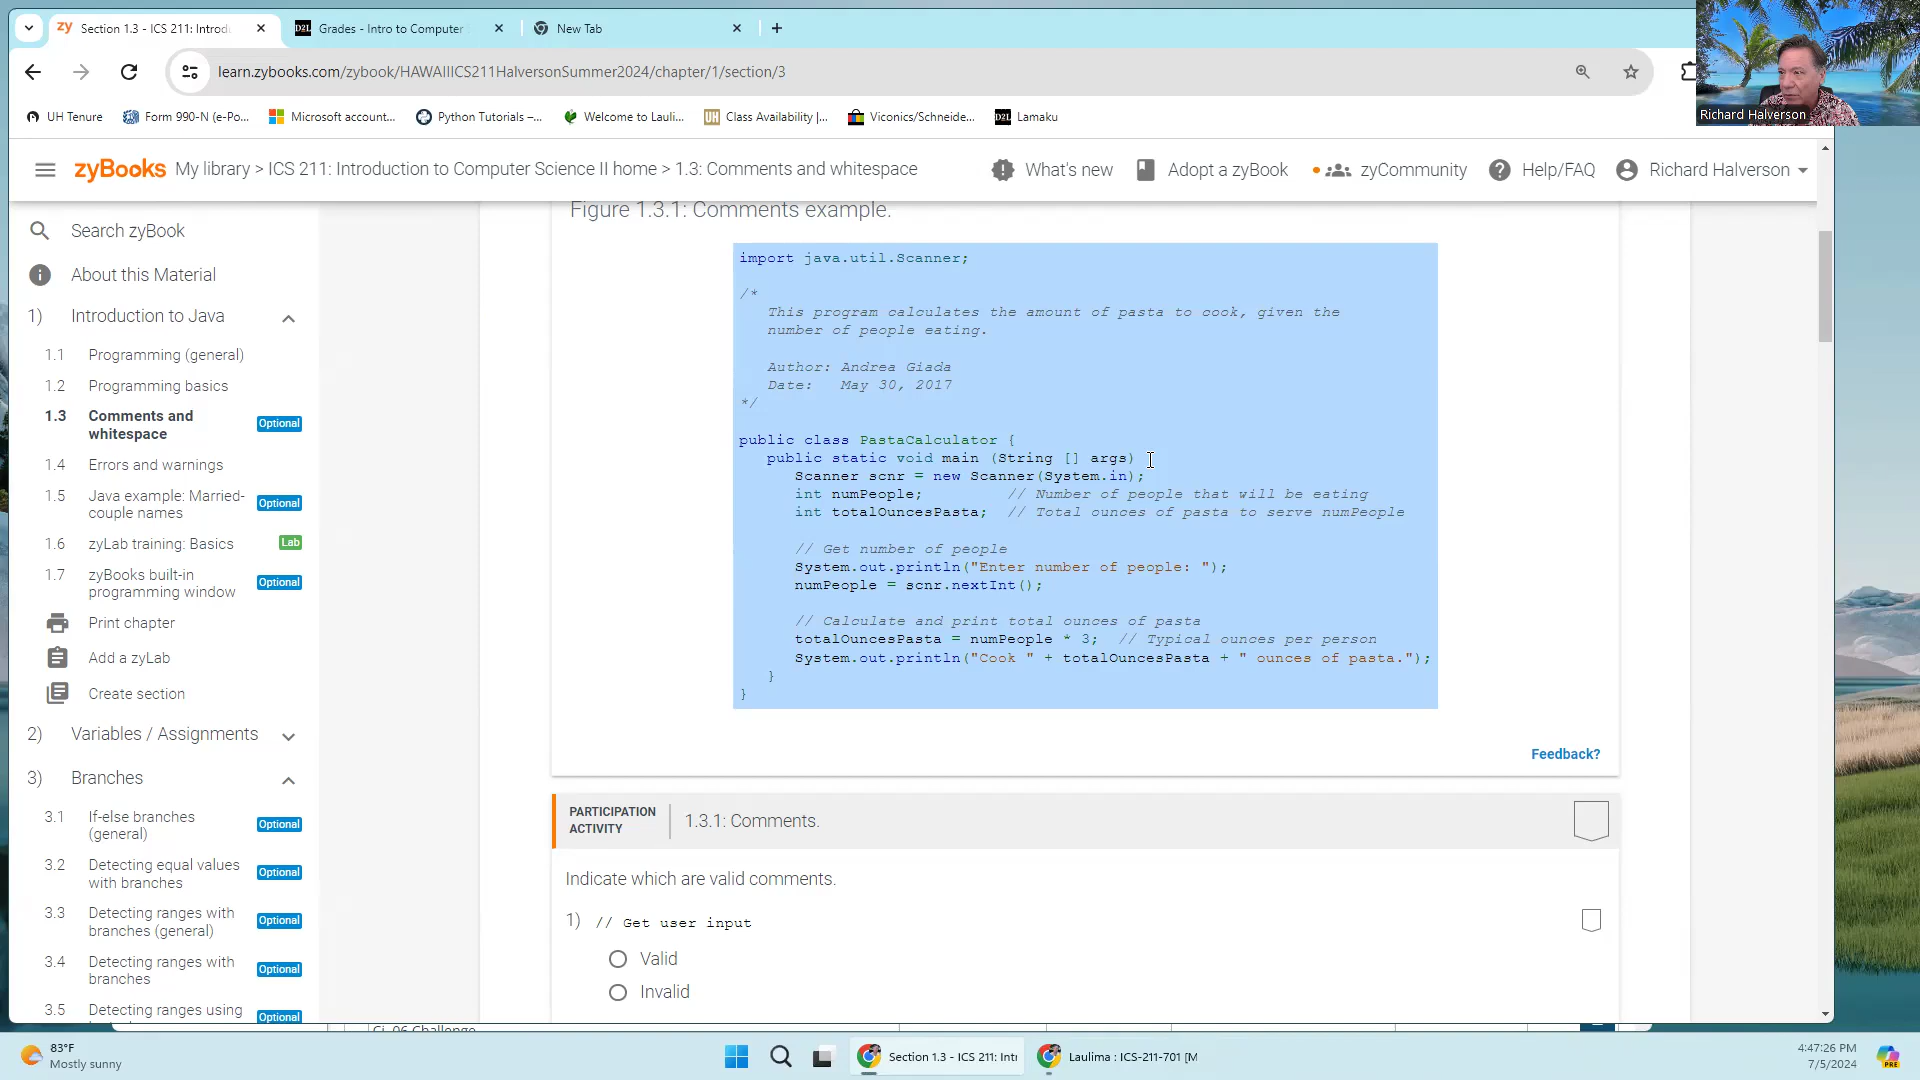 zy Section 1.3 - ICS 211: Introdu
D2L Grades - Intro to Computer
New Tab
learn.zybooks.com/zybook/HAWAIIICS211HalversonSummer2024/chapter/1/section/3
UH Tenure
Form 990-N (e-Po...
Microsoft account...
Python Tutorials –...
Welcome to Lauli...
UH Class Availability |...
Viconics/Schneide...
D2L Lamaku
Richard Halverson
zyBooks My library > ICS 211: Introduction to Computer Science II home > 1.3: Comments and whitespace
What's new
Adopt a zyBook
zyCommunity
Help/FAQ
Richard Halverson
Search zyBook
About this Material
1) Introduction to Java
1.1 Programming (general)
1.2 Programming basics
1.3 Comments and
whitespace
Optional
1.4 Errors and warnings
1.5 Java example: Married-
couple names
Optional
1.6 zyLab training: Basics
Lab
1.7 zyBooks built-in
programming window
Optional
Print chapter
Add a zyLab
Create section
2) Variables / Assignments
3) Branches
3.1 If-else branches
(general)
Optional
3.2 Detecting equal values
with branches
Optional
3.3 Detecting ranges with
branches (general)
Optional
3.4 Detecting ranges with
branches
Optional
3.5 Detecting ranges using
Optional
Figure 1.3.1: Comments example.
import java.util.Scanner;
/*
This program calculates the amount of pasta to cook, given the
number of people eating.
Author: Andrea Giada
Date: May 30, 2017
*/
public class PastaCalculator {
public static void main (String [] args)
Scanner scnr = new Scanner(System.in);
int numPeople; // Number of people that will be eating
int totalOuncesPasta; // Total ounces of pasta to serve numPeople
// Get number of people
System.out.println("Enter number of people: ");
numPeople = scnr.nextInt();
// Calculate and print total ounces of pasta
totalOuncesPasta = numPeople * 3; // Typical ounces per person
System.out.println("Cook " + totalOuncesPasta + " ounces of pasta.");
}
}
Feedback?
PARTICIPATION
ACTIVITY
1.3.1: Comments.
Indicate which are valid comments.
1) // Get user input
Valid
Invalid
83°F
Mostly sunny
Section 1.3 - ICS 211: Intr
Laulima : ICS-211-701 [M
4:47:26 PM
7/5/2024
PRE